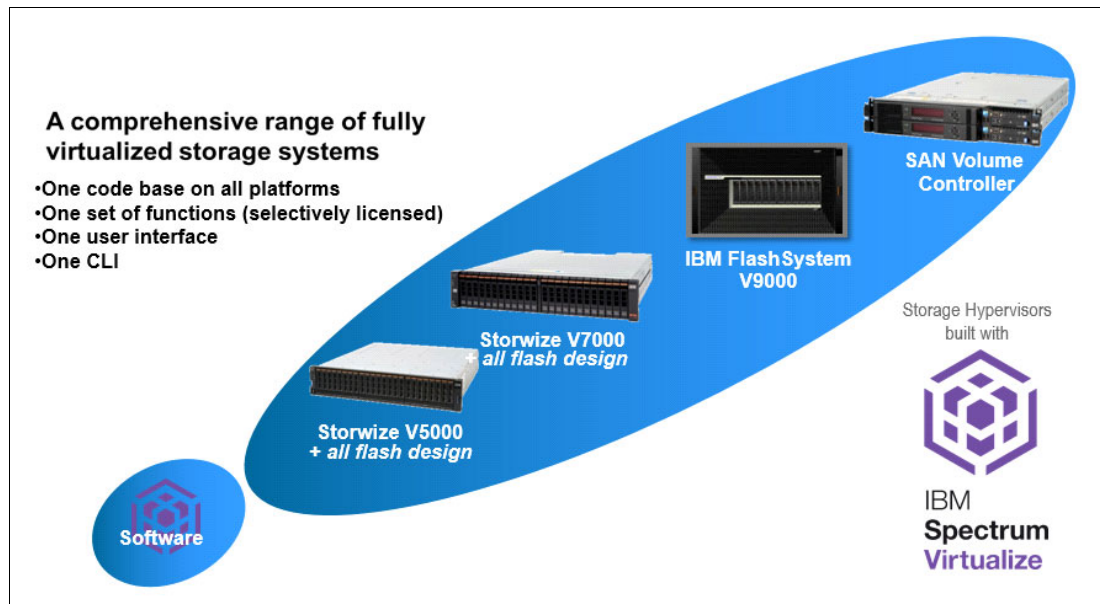 A comprehensive range of fully
virtualized storage systems
•One code base on all platforms
•One set of functions (selectively licensed)
•One user interface
•One CLI
SAN Volume
Controller
IBM FlashSystem
V9000
Storwize V7000
+ all flash design
Storwize V5000
+ all flash design
Software
Storage Hypervisors
built with
IBM
Spectrum
Virtualize